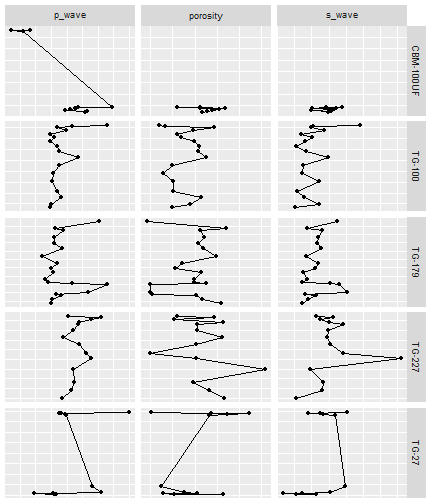 p_wave
porosity
s_wave
CBM-100UF
TG-100
TG-179
TG-227
TG-27